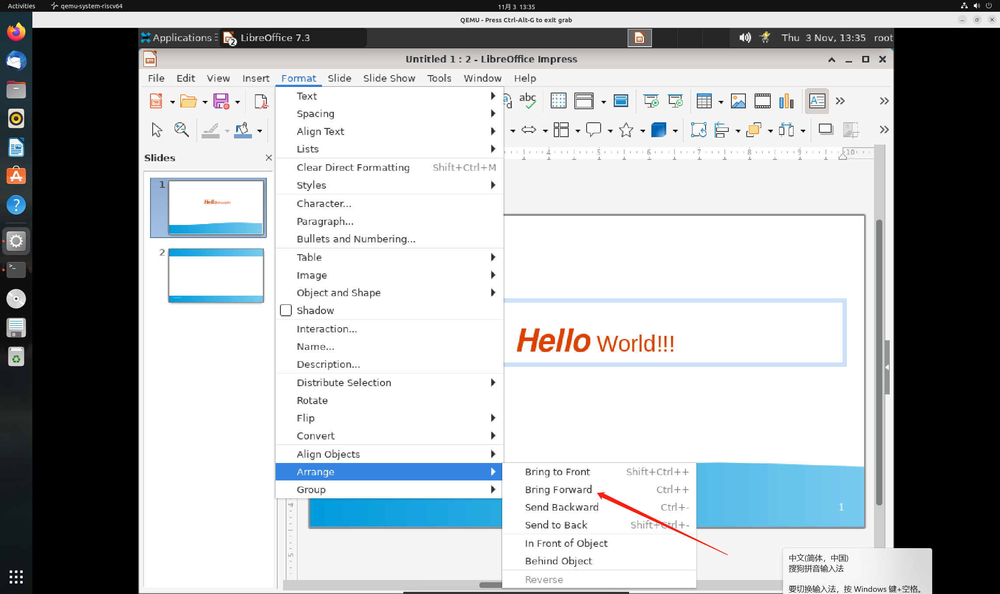 Activities
qemu-system-riscv64
11月 3 13:35
QEMU - Press Ctrl-Alt-G to exit grab
Applications
2
LibreOffice 7.3
Thu 3 Nov, 13:35
root
Untitled 1 : 2 - LibreOffice Impress
File Edit View Insert Format Slide Slide Show Tools Window Help
abc
Slides
4 5 6 7 8 9 10
1
Hello World!!!
2
Text
Spacing
Align Text
Lists
Clear Direct Formatting Shift+Ctrl+M
Styles
Character...
Paragraph...
Bullets and Numbering...
Table
Image
Object and Shape
Shadow
Interaction...
Name...
Description...
Distribute Selection
Rotate
Flip
Convert
Align Objects
Arrange
Group
Hello World!!!
Bring to Front Shift+Ctrl++
Bring Forward Ctrl++
Send Backward Ctrl+-
Send to Back Shift+Ctrl+-
In Front of Object
Behind Object
Reverse
1
4
5
中文(简体，中国)
搜狗拼音输入法
要切换输入法，按 Windows 键+空格。